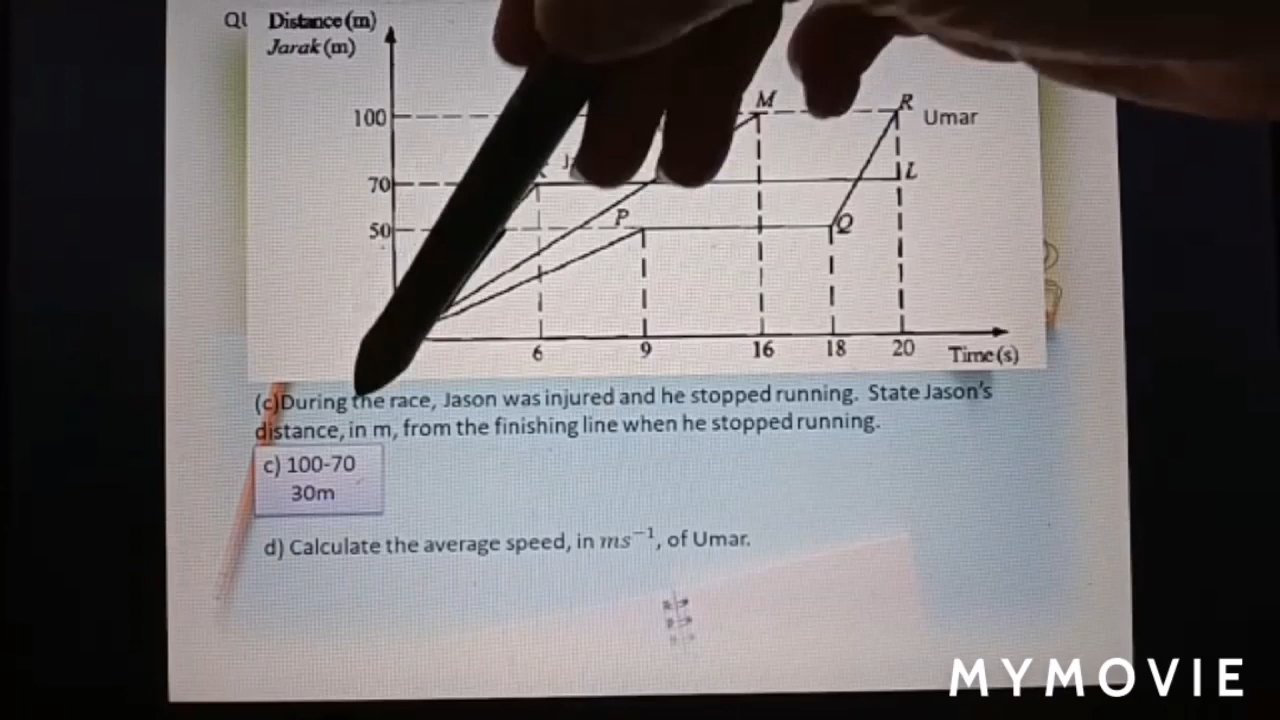 Q1 Distance (m)
Jarak (m)
100
70
50
M
R
Umar
L
P
Q
6
9
16
18
20
Time (s)
(c)During the race, Jason was injured and he stopped running. State Jason's
distance, in m, from the finishing line when he stopped running.
c) 100-70
30m
d) Calculate the average speed, in ms⁻¹, of Umar.
MYMOVIE